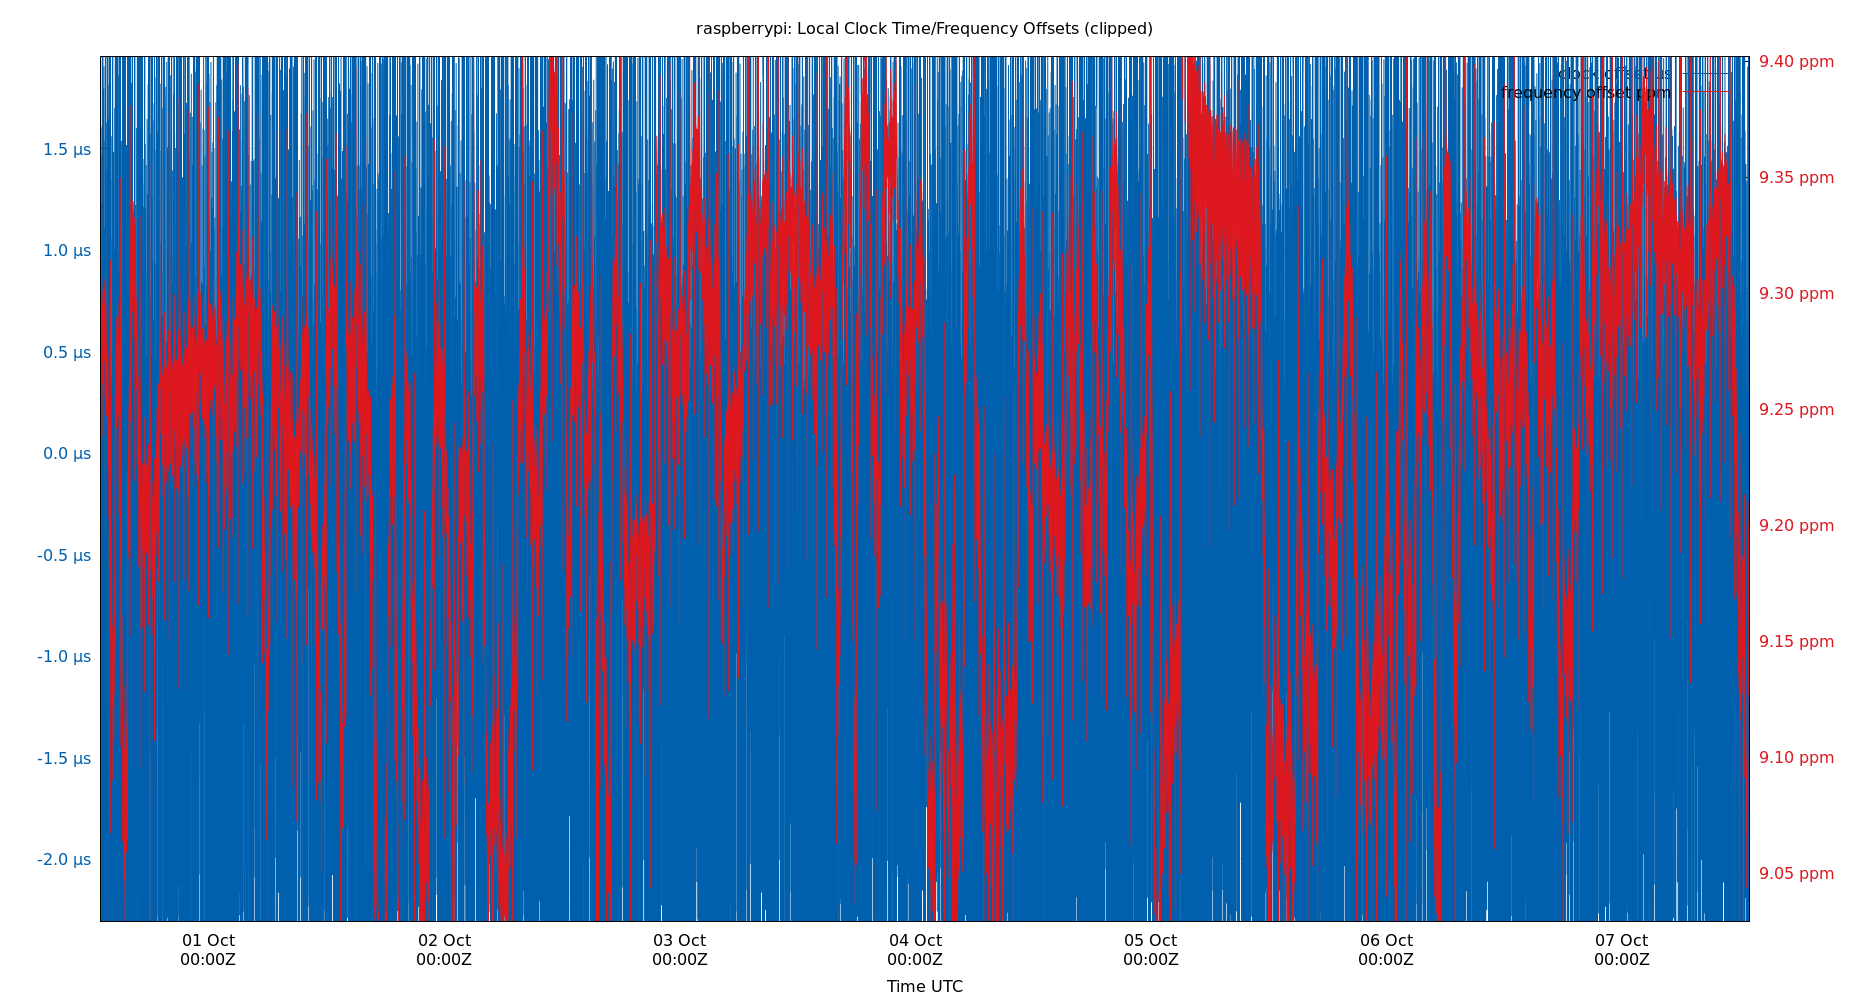 raspberrypi: Local Clock Time/Frequency Offsets (clipped)
clock offset us
frequency offset ppm
1.5 µs
1.0 µs
0.5 µs
0.0 µs
-0.5 µs
-1.0 µs
-1.5 µs
-2.0 µs
9.40 ppm
9.35 ppm
9.30 ppm
9.25 ppm
9.20 ppm
9.15 ppm
9.10 ppm
9.05 ppm
01 Oct
00:00Z
02 Oct
00:00Z
03 Oct
00:00Z
04 Oct
00:00Z
05 Oct
00:00Z
06 Oct
00:00Z
07 Oct
00:00Z
Time UTC